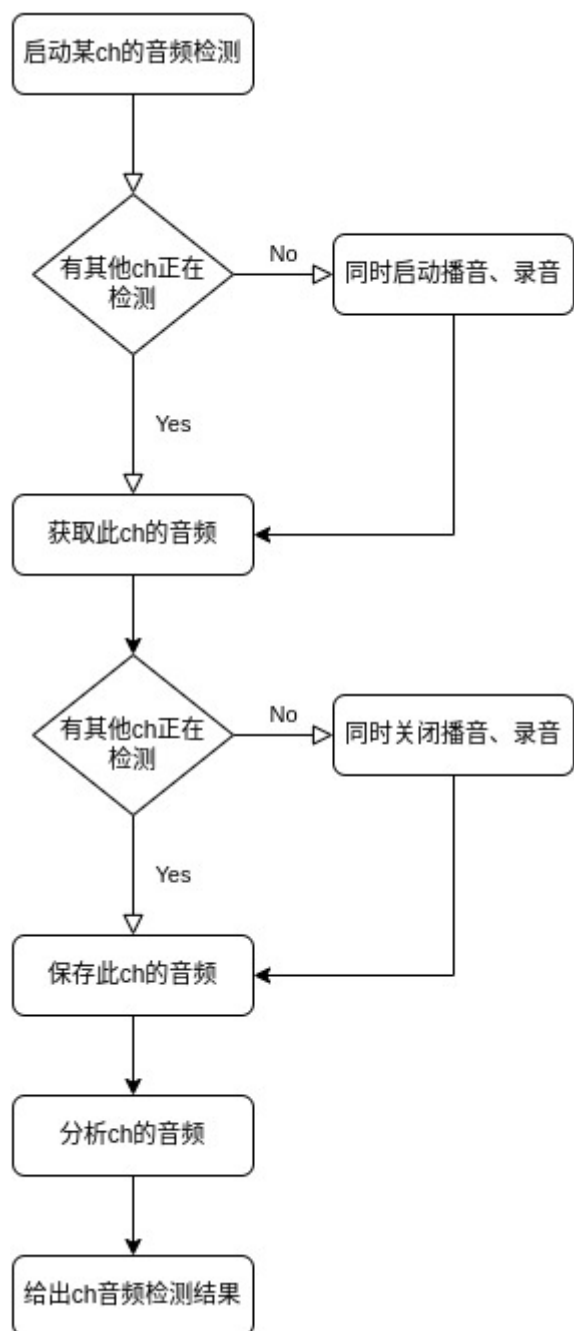 启动某ch的音频检测
有其他ch正在
检测
No
同时启动播音、录音
Yes
获取此ch的音频
有其他ch正在
检测
No
同时关闭播音、录音
Yes
保存此ch的音频
分析ch的音频
给出ch音频检测结果